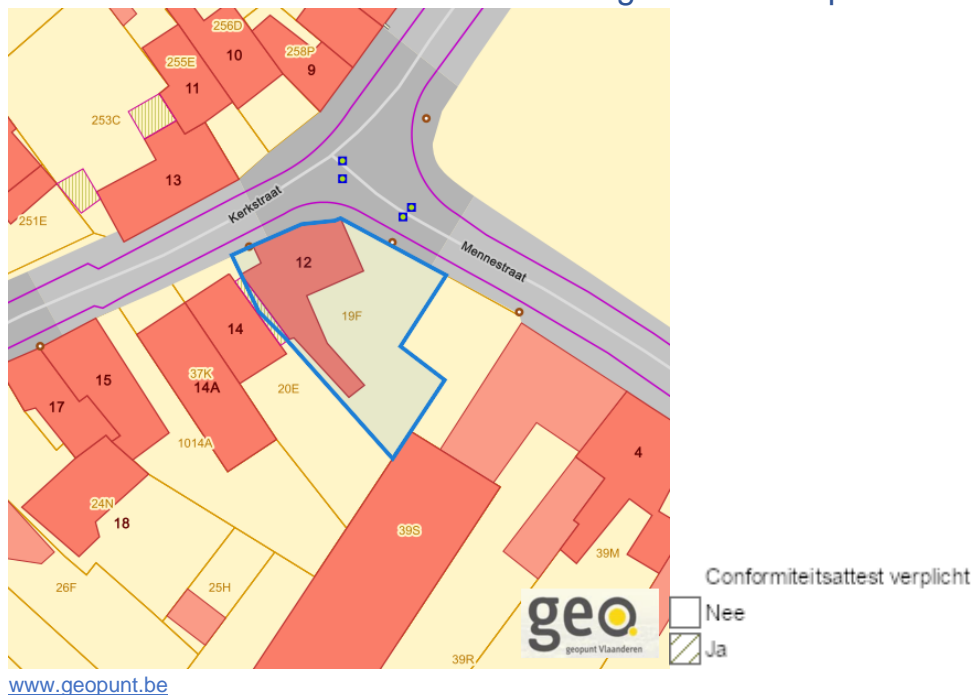 256D
10
258P
9
255E
11
253C
13
251E
Kerkstraat
Mennestraat
12
19F
14
37K
14A
20E
15
17
1014A
24N
18
4
39S
39M
26F
25H
39R
geo.
geopunt Vlaanderen
Conformiteitsattest verplicht
Nee
Ja
www.geopunt.be